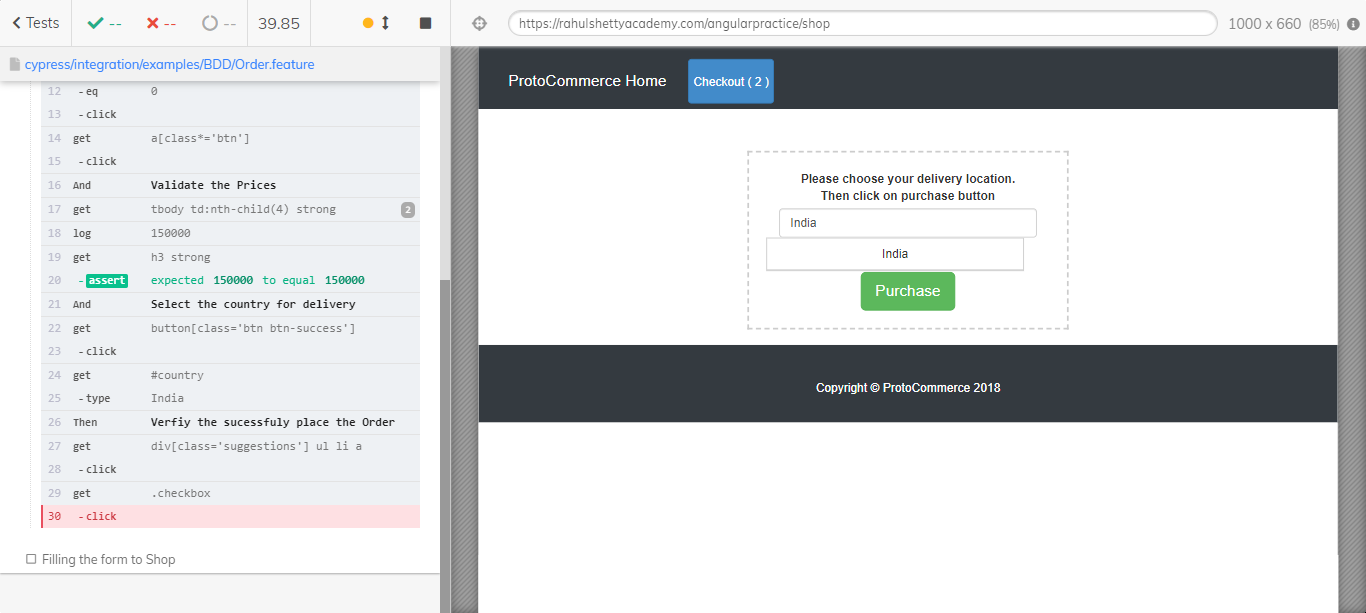 Tests -- -- -- 39.85
https://rahulshettyacademy.com/angularpractice/shop 1000 x 660 (85%)
cypress/integration/examples/BDD/Order.feature
12 -eq 0
13 -click
14 get a[class*='btn']
15 -click
16 And Validate the Prices
17 get tbody td:nth-child(4) strong 2
18 log 150000
19 get h3 strong
20 -assert expected 150000 to equal 150000
21 And Select the country for delivery
22 get button[class='btn btn-success']
23 -click
24 get #country
25 -type India
26 Then Verfiy the sucessfuly place the Order
27 get div[class='suggestions'] ul li a
28 -click
29 get .checkbox
30 -click
Filling the form to Shop
ProtoCommerce Home Checkout ( 2 )
Please choose your delivery location.
Then click on purchase button
India
India
Purchase
Copyright © ProtoCommerce 2018